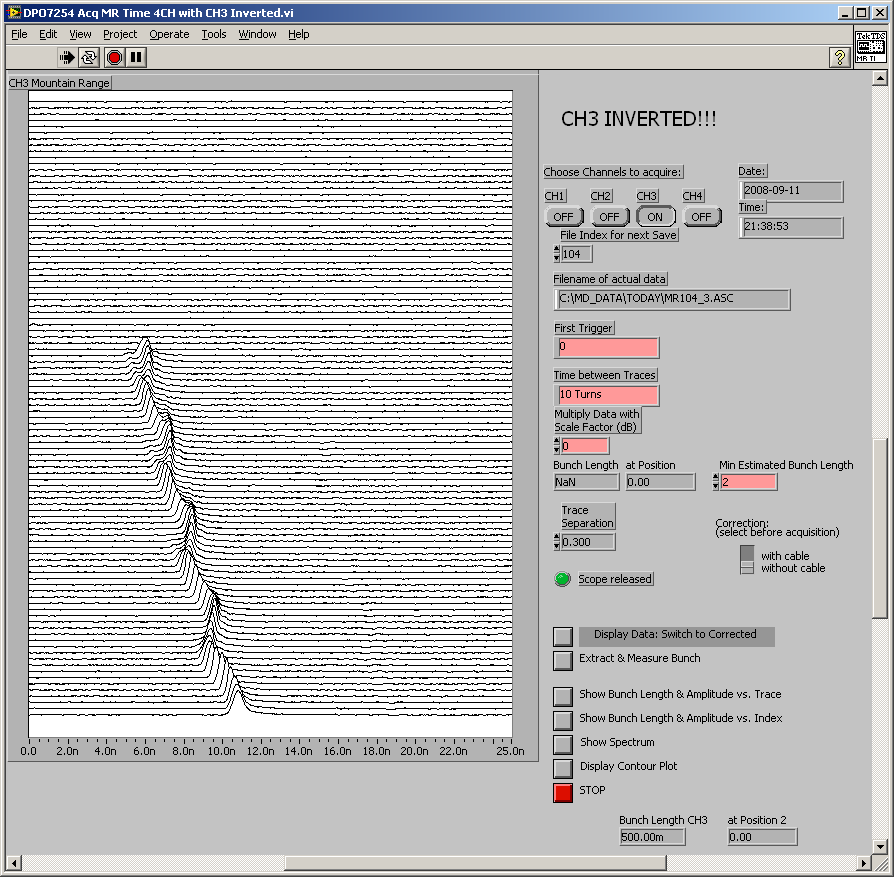 DPO7254 Acq MR Time 4CH with CH3 Inverted.vi
File Edit View Project Operate Tools Window Help
Tek TDS
MR TI
?
CH3 Mountain Range
0.0 2.0n 4.0n 6.0n 8.0n 10.0n 12.0n 14.0n 16.0n 18.0n 20.0n 22.0n 25.0n
CH3 INVERTED!!!
Choose Channels to acquire:
CH1 CH2 CH3 CH4
OFF OFF ON OFF
Date:
2008-09-11
Time:
21:38:53
File Index for next Save
104
Filename of actual data
C:\MD_DATA\TODAY\MR104_3.ASC
First Trigger
0
Time between Traces
10 Turns
Multiply Data with
Scale Factor (dB)
0
Bunch Length at Position Min Estimated Bunch Length
NaN 0.00 2
Trace
Separation
0.300
Correction:
(select before acquisition)
with cable
without cable
Scope released
Display Data: Switch to Corrected
Extract & Measure Bunch
Show Bunch Length & Amplitude vs. Trace
Show Bunch Length & Amplitude vs. Index
Show Spectrum
Display Contour Plot
STOP
Bunch Length CH3 at Position 2
500.00m 0.00